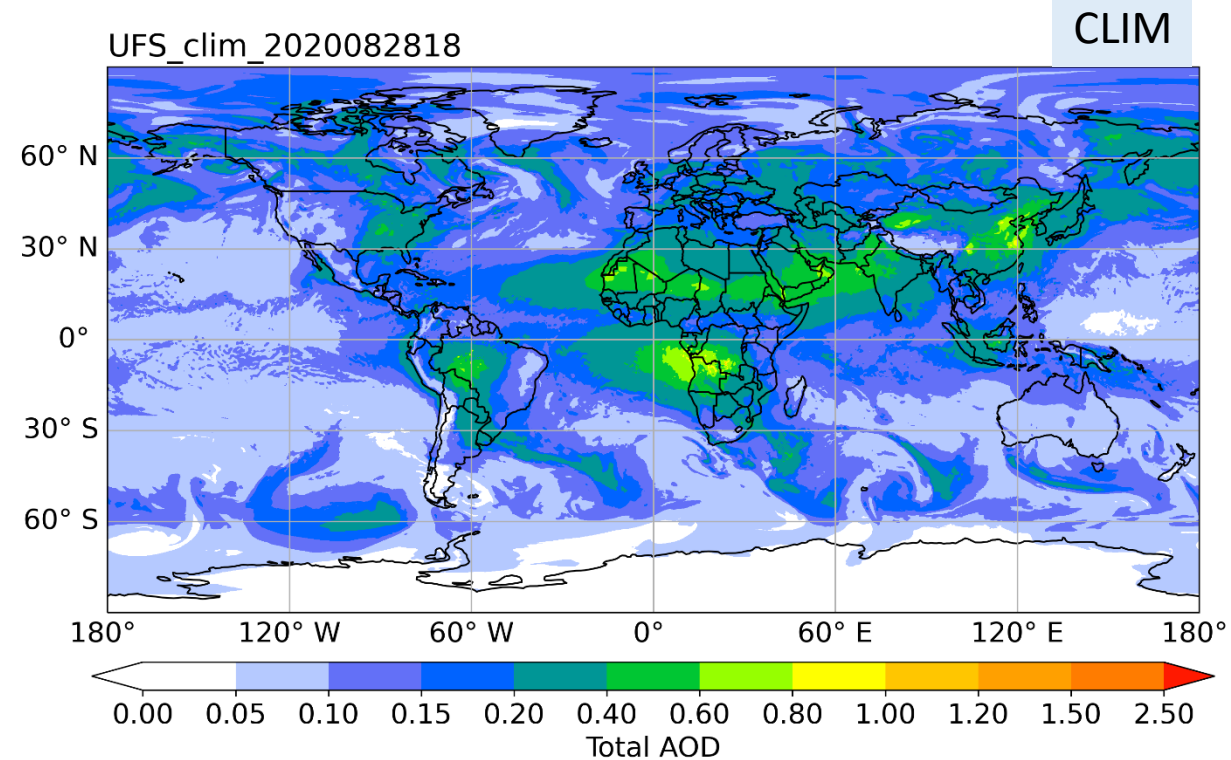 CLIM
UFS_clim_2020082818
60° N
30° N
0°
30° S
60° S
180° 120° W 60° W 0° 60° E 120° E 180°
0.00 0.05 0.10 0.15 0.20 0.40 0.60 0.80 1.00 1.20 1.50 2.50
Total AOD